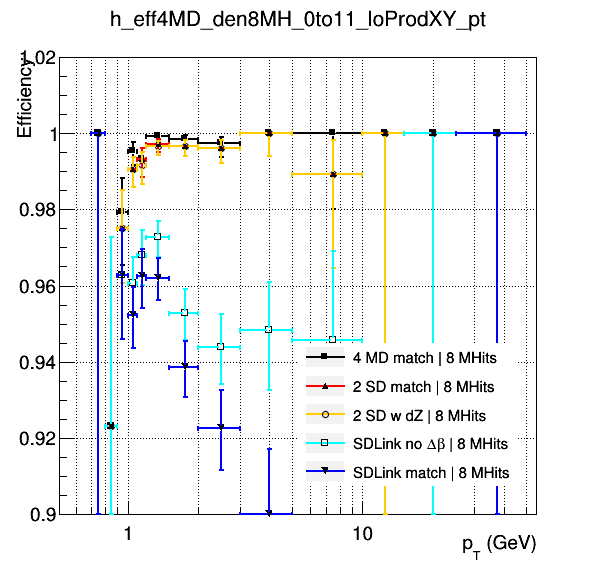 h_eff4MD_den8MH_0to11_loProdXY_pt
Efficiency
1.02
1
0.98
0.96
0.94
0.92
0.9
4 MD match | 8 MHits
2 SD match | 8 MHits
2 SD w dZ | 8 MHits
SDLink no Δβ | 8 MHits
SDLink match | 8 MHits
1
10
p_T (GeV)